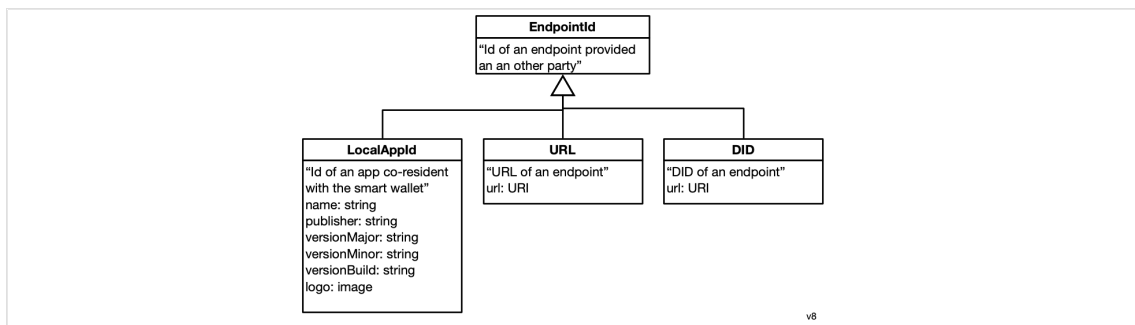 EndpointId
“Id of an endpoint provided
an an other party”
LocalAppId
“Id of an app co-resident
with the smart wallet”
name: string
publisher: string
versionMajor: string
versionMinor: string
versionBuild: string
logo: image
URL
“URL of an endpoint”
url: URI
DID
“DID of an endpoint”
url: URI
v8